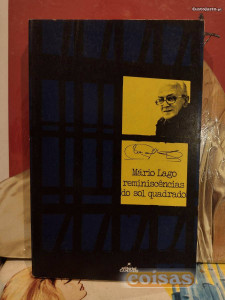 Mário Lago
reminiscências
do sol quadrado
coisas